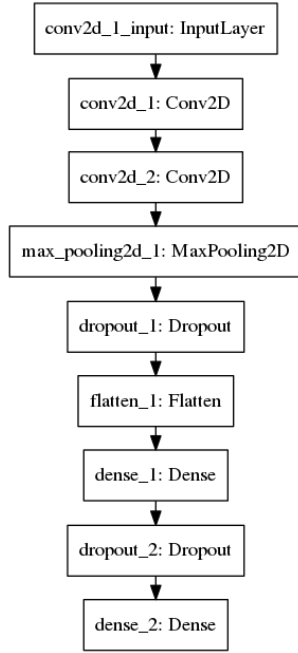 conv2d_1_input: InputLayer
conv2d_1: Conv2D
conv2d_2: Conv2D
max_pooling2d_1: MaxPooling2D
dropout_1: Dropout
flatten_1: Flatten
dense_1: Dense
dropout_2: Dropout
dense_2: Dense